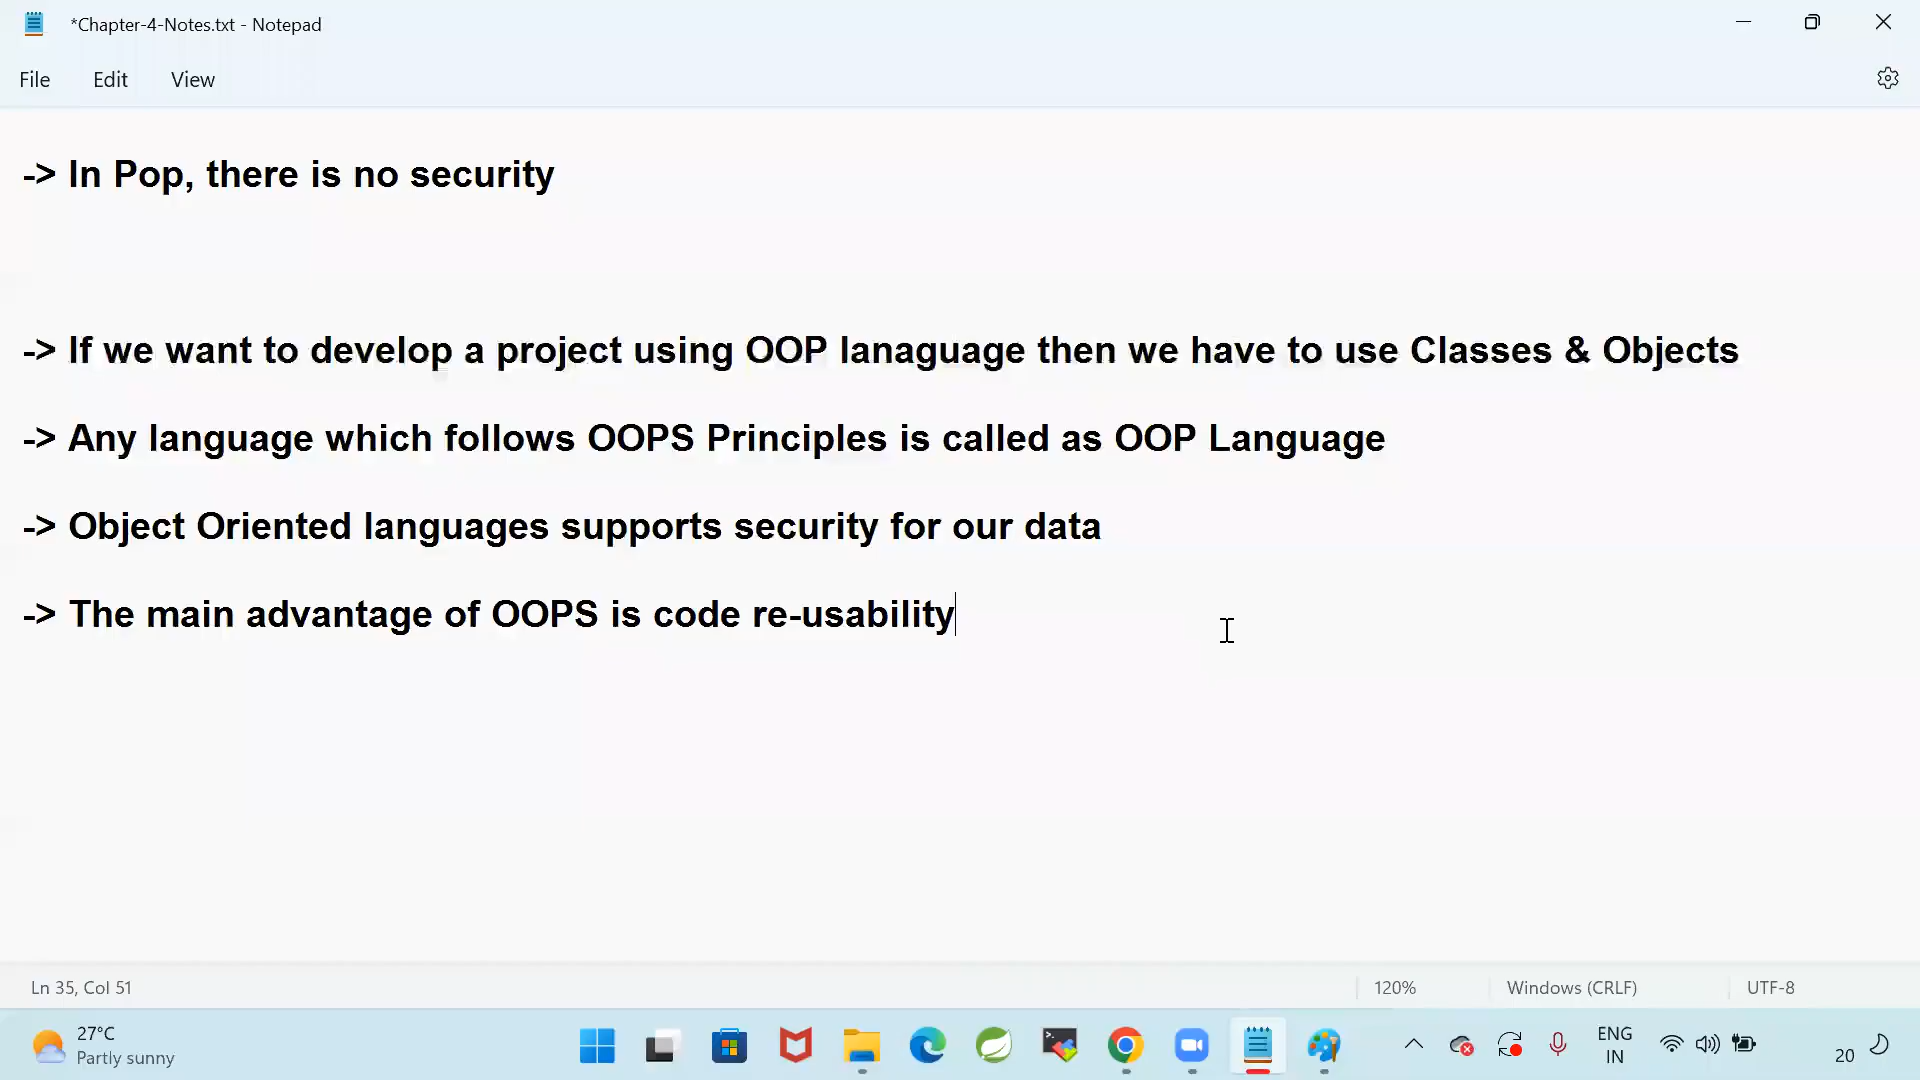 *Chapter-4-Notes.txt - Notepad
File Edit View
-> In Pop, there is no security
-> If we want to develop a project using OOP lanaguage then we have to use Classes & Objects
-> Any language which follows OOPS Principles is called as OOP Language
-> Object Oriented languages supports security for our data
-> The main advantage of OOPS is code re-usability
Ln 35, Col 51 120% Windows (CRLF) UTF-8
27°C
Partly sunny
ENG
IN
20